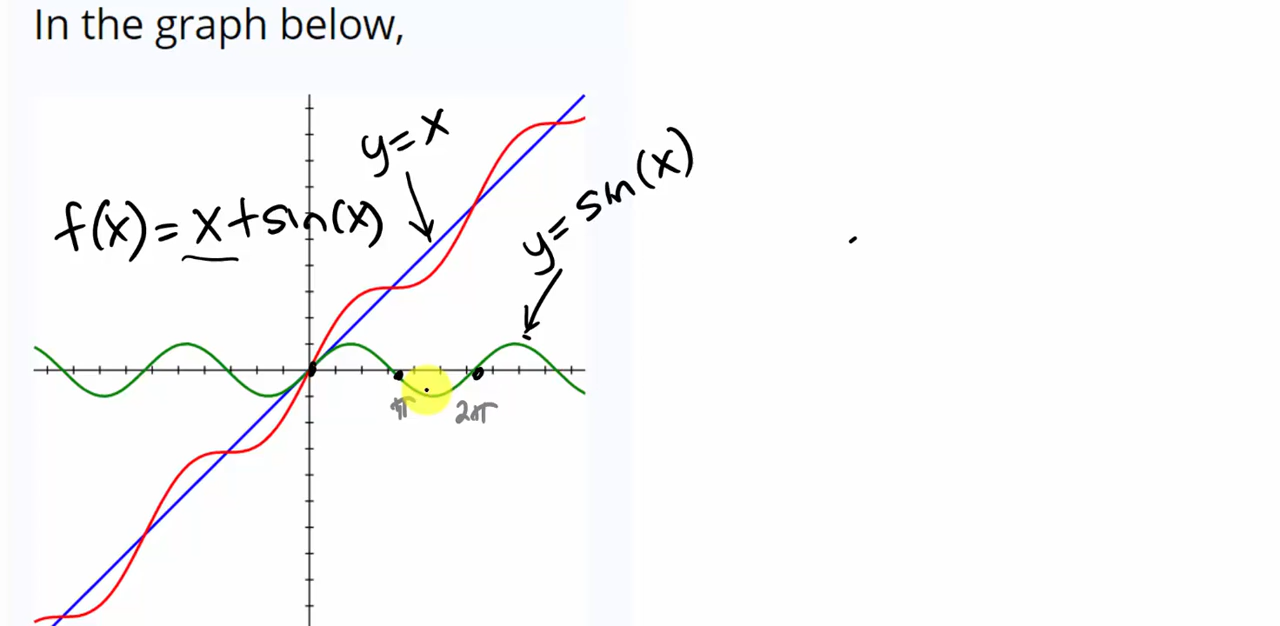 In the graph below,
y=x
f(x)=x+sin(x)
y=sin(x)
π
2π